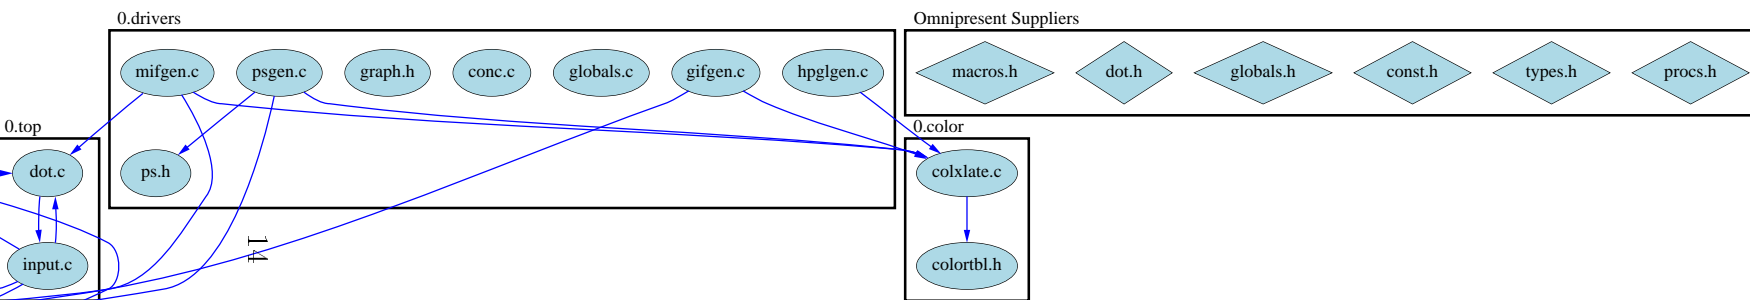 0.drivers
Omnipresent Suppliers
mifgen.c
psgen.c
graph.h
conc.c
globals.c
gifgen.c
hpglgen.c
macros.h
dot.h
globals.h
const.h
types.h
procs.h
0.top
0.color
dot.c
ps.h
colxlate.c
14
input.c
colortbl.h